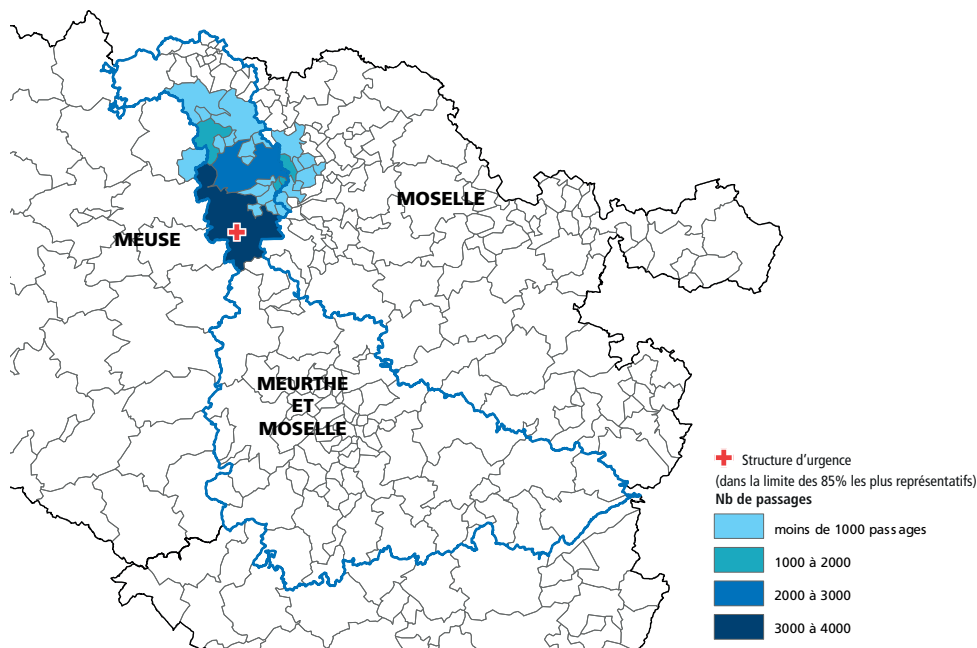 MOSELLE
MEUSE
MEURTHE
ET
MOSELLE
Structure d'urgence
(dans la limite des 85% les plus représentatifs)
Nb de passages
moins de 1000 passages
1000 à 2000
2000 à 3000
3000 à 4000